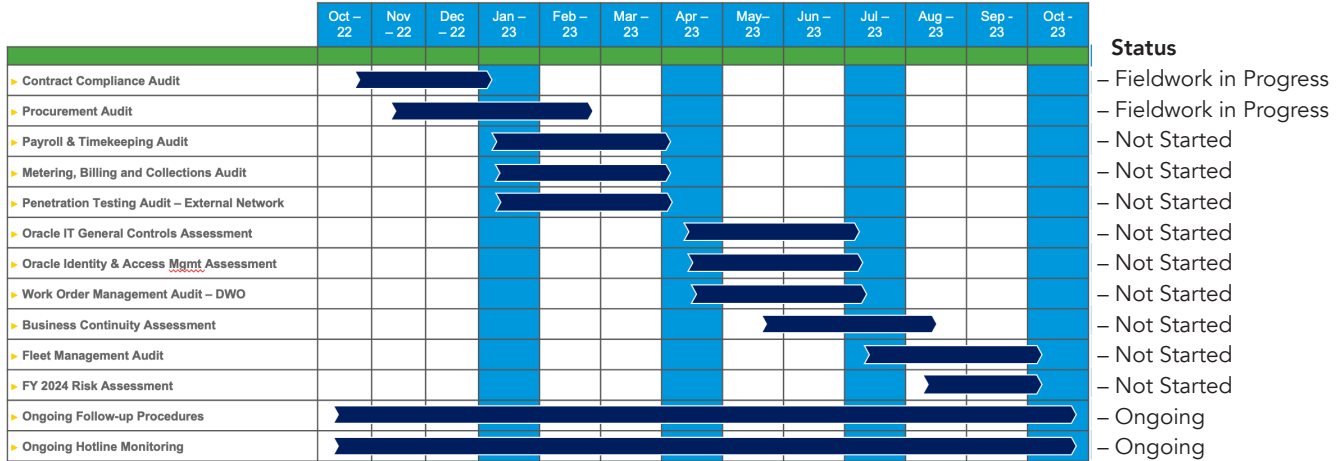 Oct – Nov Dec Jan – Feb – Mar – Apr – May– Jun – Jul – Aug – Sep - Oct -
22 – 22 – 22 23 23 23 23 23 23 23 23 23 23
Status
Contract Compliance Audit – Fieldwork in Progress
Procurement Audit – Fieldwork in Progress
Payroll & Timekeeping Audit – Not Started
Metering, Billing and Collections Audit – Not Started
Penetration Testing Audit – External Network – Not Started
Oracle IT General Controls Assessment – Not Started
Oracle Identity & Access Mgmt Assessment – Not Started
Work Order Management Audit – DWO – Not Started
Business Continuity Assessment – Not Started
Fleet Management Audit – Not Started
FY 2024 Risk Assessment – Not Started
Ongoing Follow-up Procedures – Ongoing
Ongoing Hotline Monitoring – Ongoing